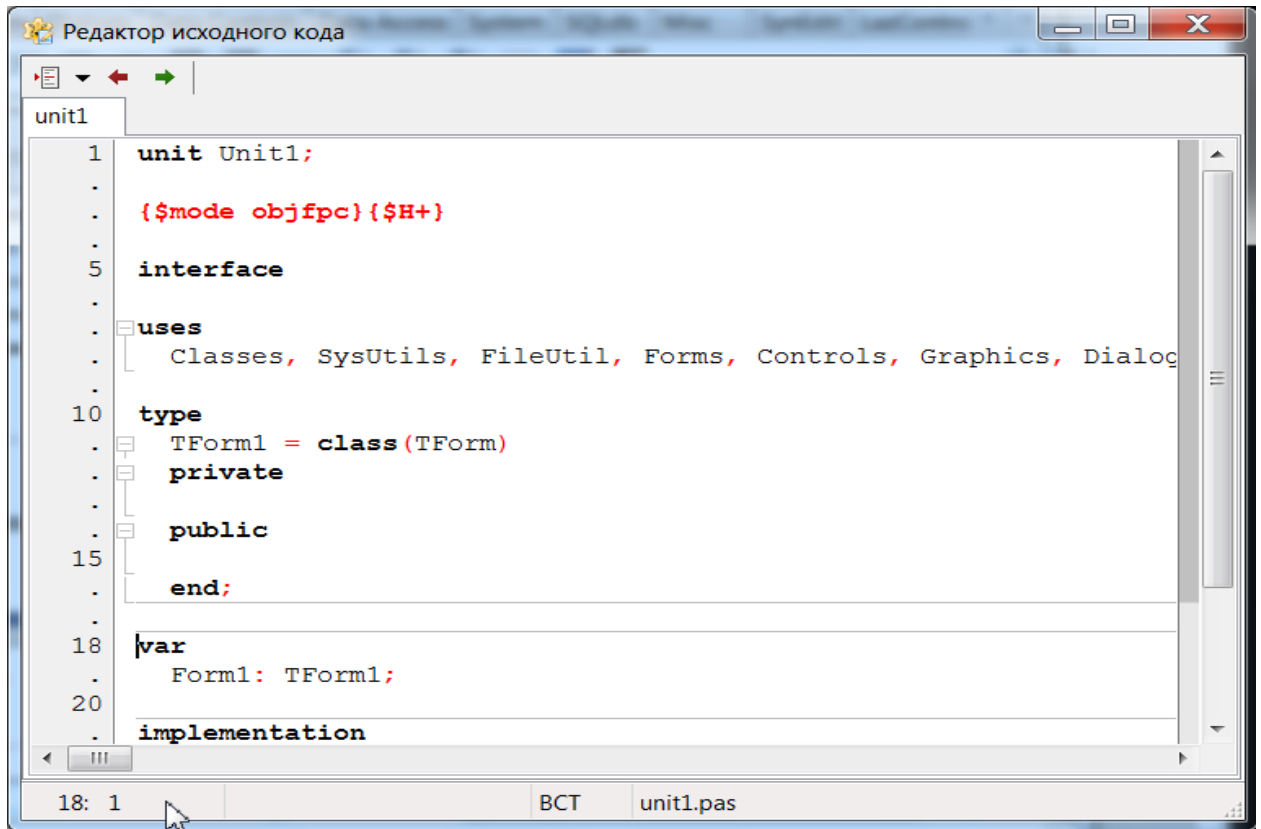 Редактор исходного кода
unit1
1 unit Unit1;
.
. {$mode objfpc}{$H+}
.
5 interface
.
. uses
. Classes, SysUtils, FileUtil, Forms, Controls, Graphics, Dialog
.
10 type
. TForm1 = class(TForm)
. private
.
. public
15
. end;
.
18 var
. Form1: TForm1;
20
. implementation
18: 1 ВСТ unit1.pas